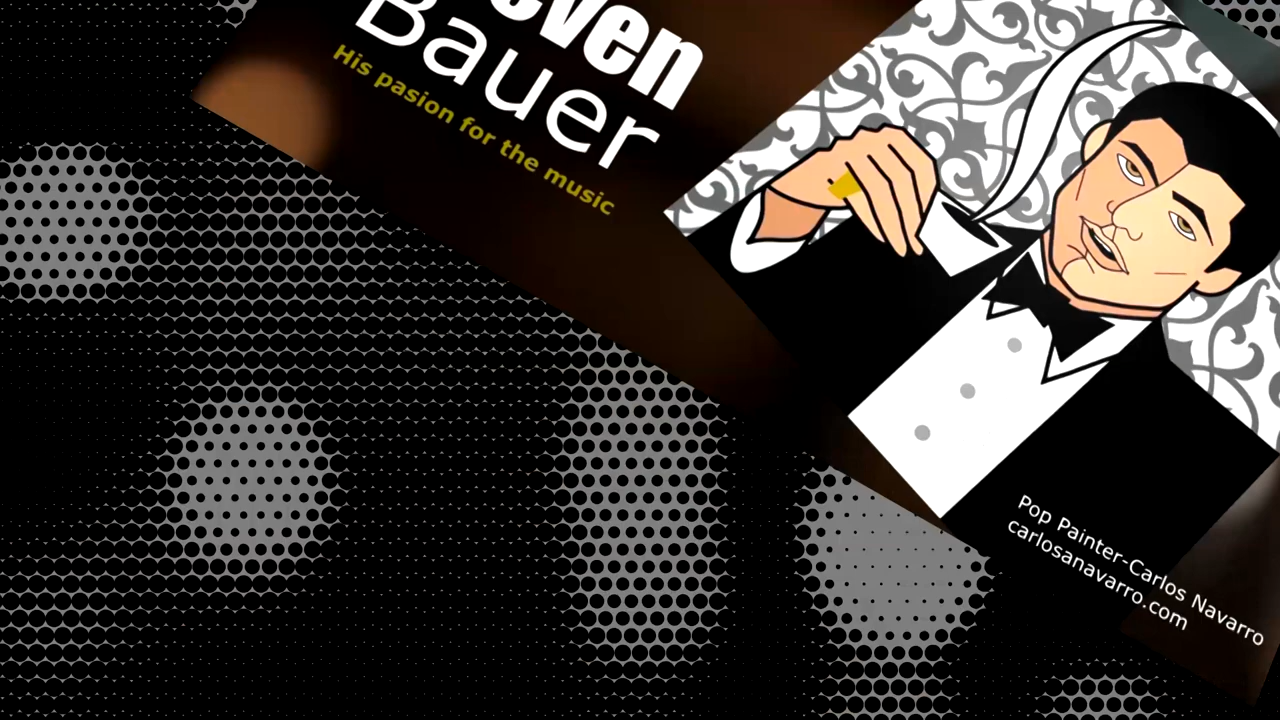 Bauer
His pasion for the music
Pop Painter-Carlos Navarro
carlosanavarro.com